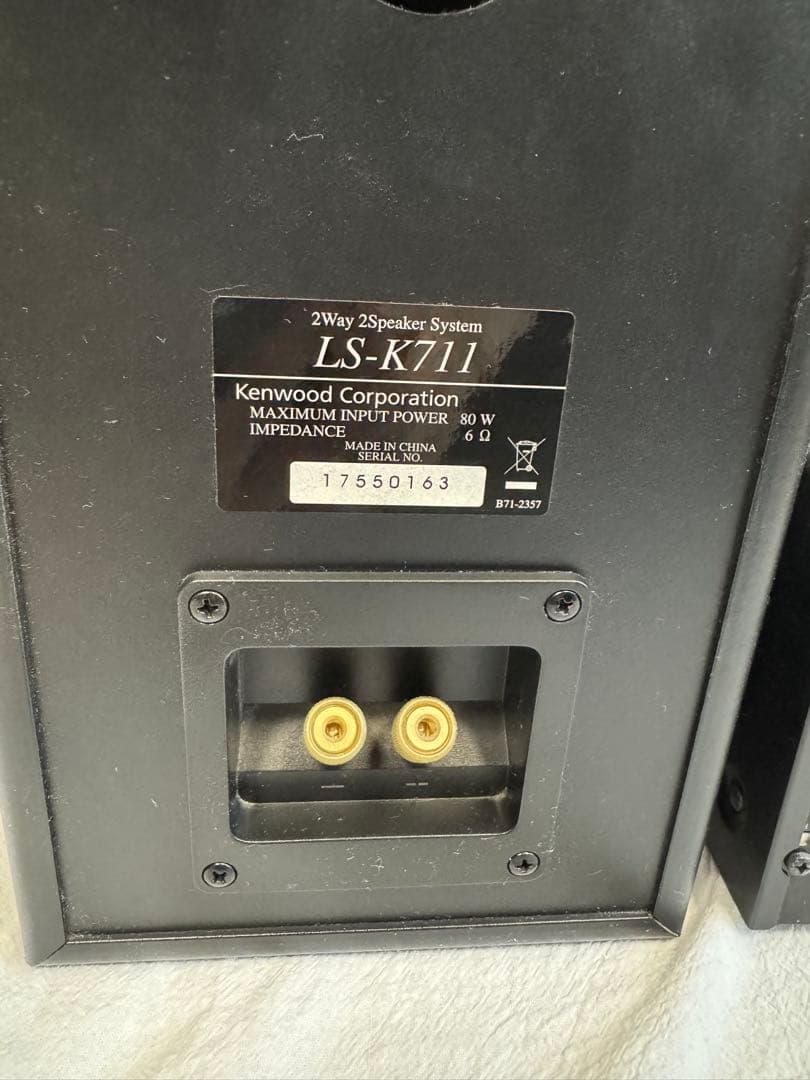 2Way 2Speaker System
LS-K711
Kenwood Corporation
MAXIMUM INPUT POWER 80 W
IMPEDANCE 6 Ω
MADE IN CHINA
SERIAL NO.
17550163
B71-2357